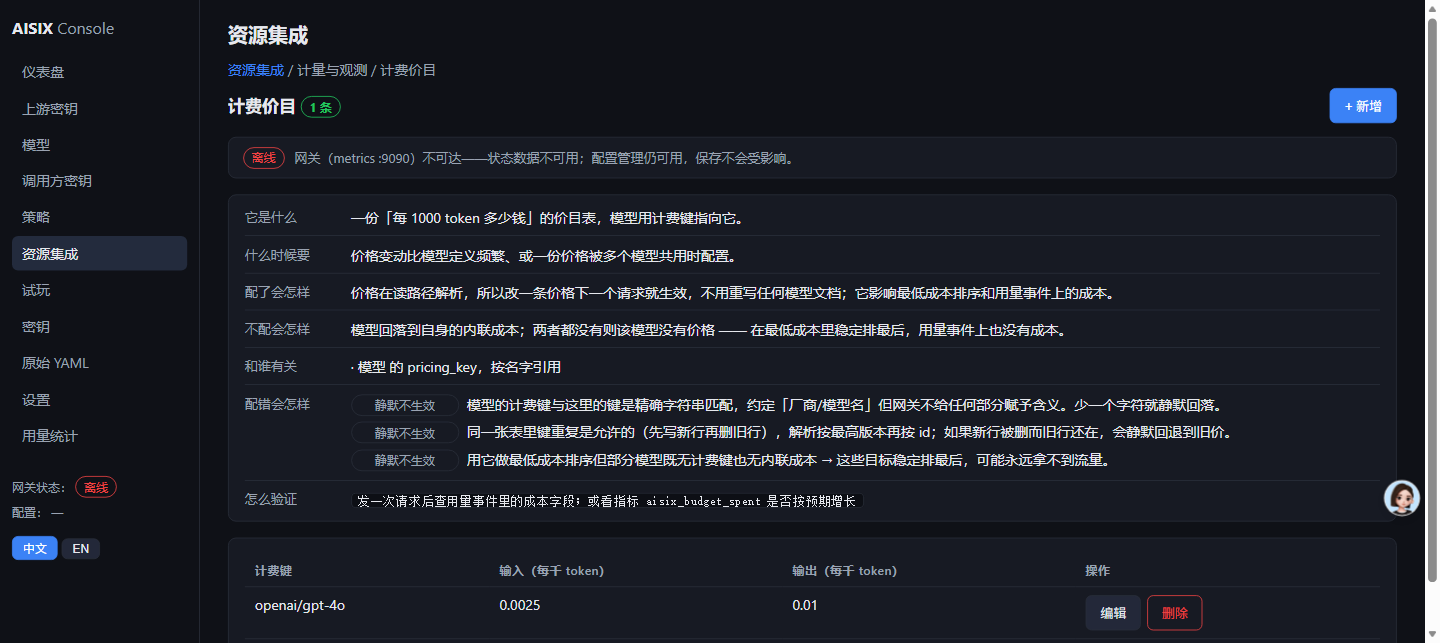 AISIX Console
仪表盘
上游密钥
模型
调用方密钥
策略
资源集成
试玩
密钥
原始 YAML
设置
用量统计
网关状态： 离线
配置： —
中文 EN
资源集成
资源集成 / 计量与观测 / 计费价目
计费价目 1 条
+ 新增
离线 网关（metrics :9090）不可达——状态数据不可用；配置管理仍可用，保存不会受影响。
它是什么 一份「每 1000 token 多少钱」的价目表，模型用计费键指向它。
什么时候要 价格变动比模型定义频繁、或一份价格被多个模型共用时配置。
配了会怎样 价格在读路径解析，所以改一条价格下一个请求就生效，不用重写任何模型文档；它影响最低成本排序和用量事件上的成本。
不配会怎样 模型回落到自身的内联成本；两者都没有则该模型没有价格 —— 在最低成本里稳定排最后，用量事件上也没有成本。
和谁有关 · 模型 的 pricing_key，按名字引用
配错会怎样 静默不生效 模型的计费键与这里的键是精确字符串匹配，约定「厂商/模型名」但网关不给任何部分赋予含义。少一个字符就静默回落。
静默不生效 同一张表里键重复是允许的（先写新行再删旧行），解析按最高版本再按 id；如果新行被删而旧行还在，会静默回退到旧价。
静默不生效 用它做最低成本排序但部分模型既无计费键也无内联成本 → 这些目标稳定排最后，可能永远拿不到流量。
怎么验证 发一次请求后查用量事件里的成本字段；或看指标 aisix_budget_spent 是否按预期增长
计费键 输入（每千 token） 输出（每千 token） 操作
openai/gpt-4o 0.0025 0.01 编辑 删除